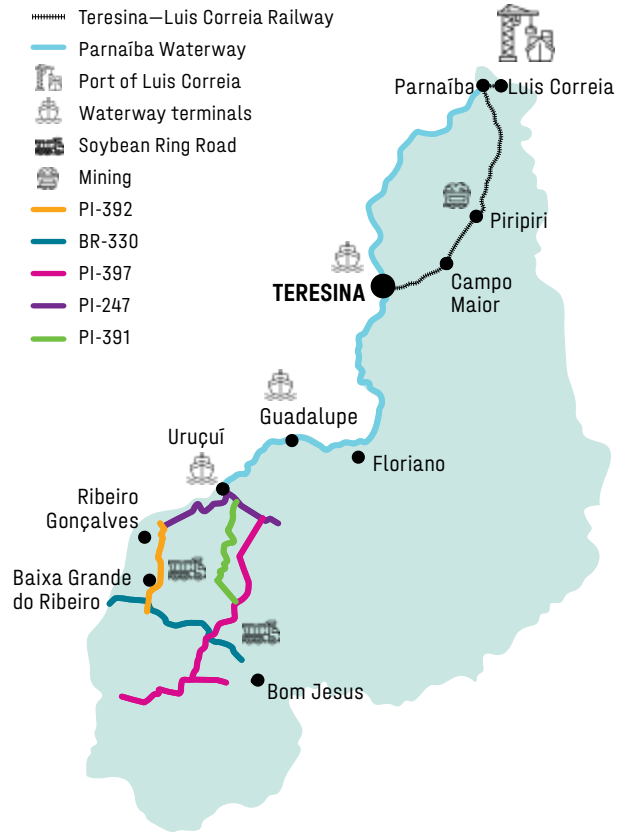 Teresina—Luis Correia Railway
Parnaíba Waterway
Port of Luis Correia
Waterway terminals
Soybean Ring Road
Mining
PI-392
BR-330
PI-397
PI-247
PI-391
Parnaíba
Luis Correia
Piripiri
Campo
Maior
TERESINA
Guadalupe
Floriano
Uruçuí
Ribeiro
Gonçalves
Baixa Grande
do Ribeiro
Bom Jesus